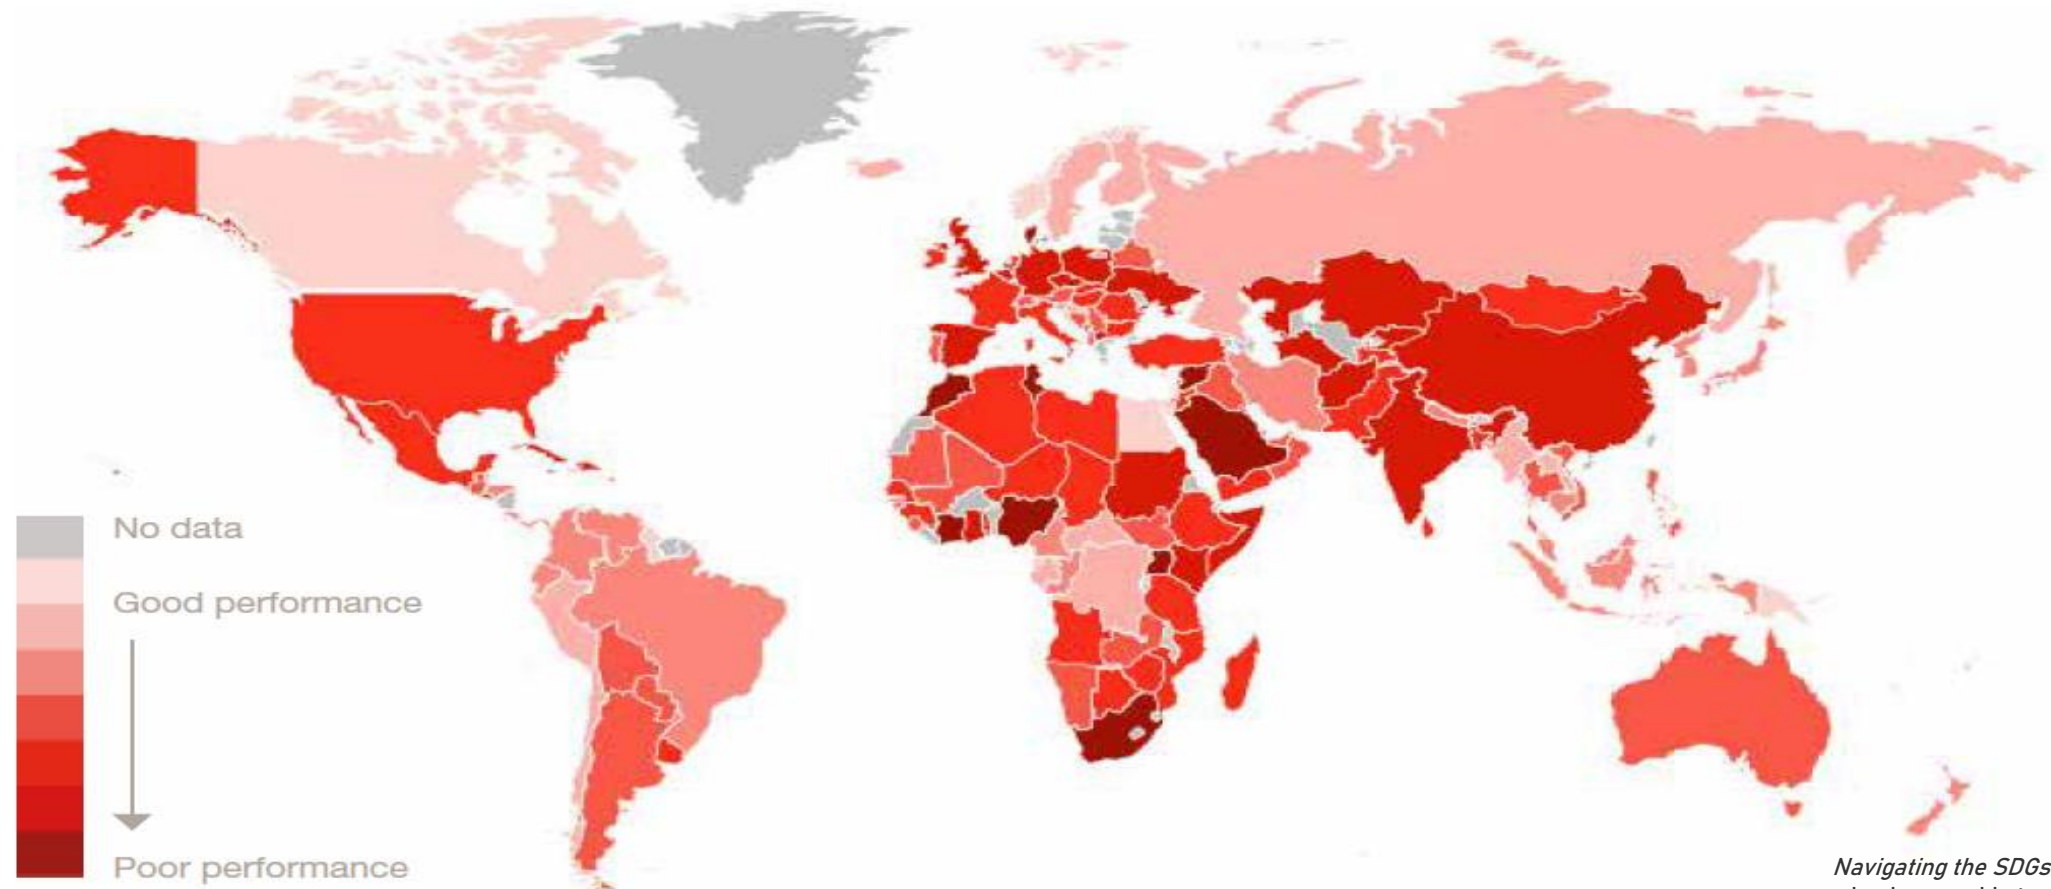 No data
Good performance
Poor performance
Navigating the SDGs